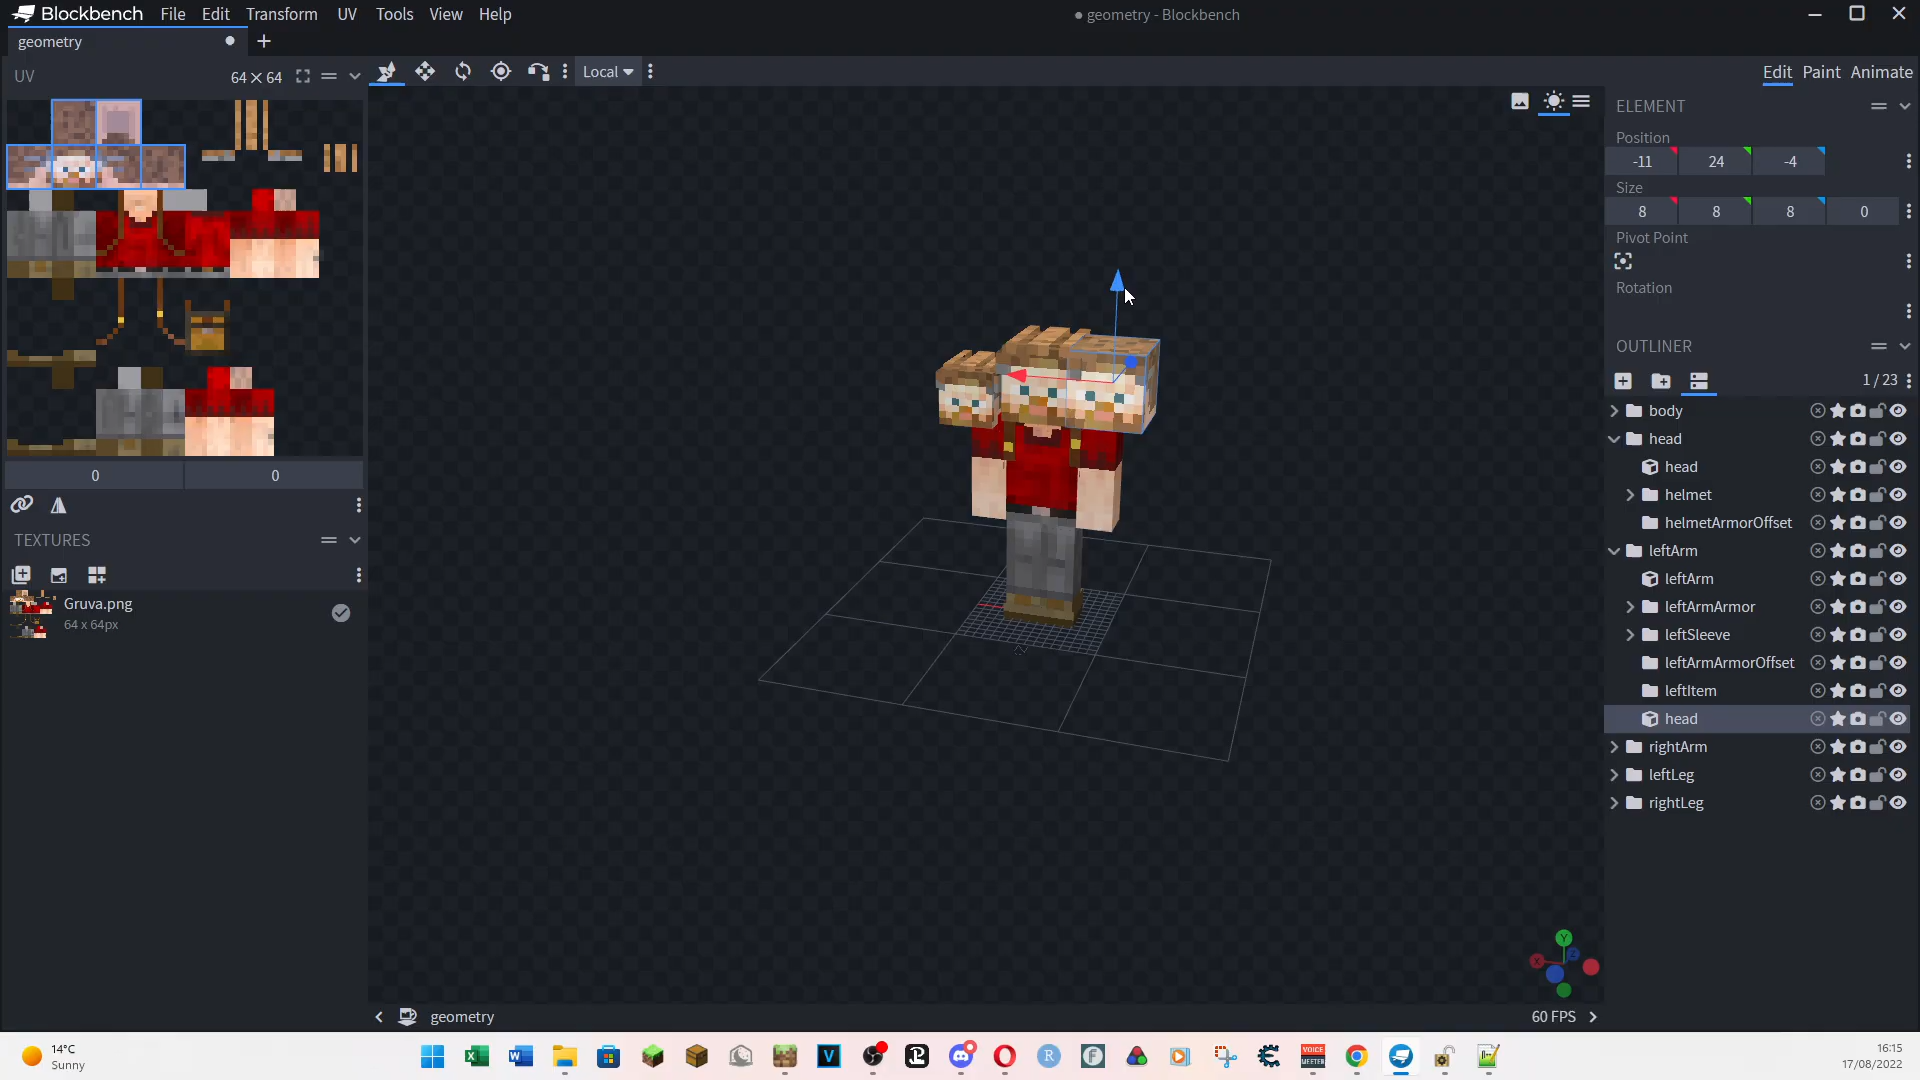 Blockbench File Edit Transform UV Tools View Help
geometry - Blockbench
geometry
UV 64 × 64
Local
Edit Paint Animate
ELEMENT
Position
-11 24 -4
Size
8 8 8 0
Pivot Point
Rotation
OUTLINER
1 / 23
body
head
head
helmet
helmetArmorOffset
leftArm
leftArm
leftArmArmor
leftSleeve
leftArmArmorOffset
leftItem
head
rightArm
leftLeg
rightLeg
0 0
TEXTURES
Gruva.png
64 x 64px
Y
X
Z
geometry
60 FPS
14°C
Sunny
VOICE
MEETER
16:15
17/08/2022